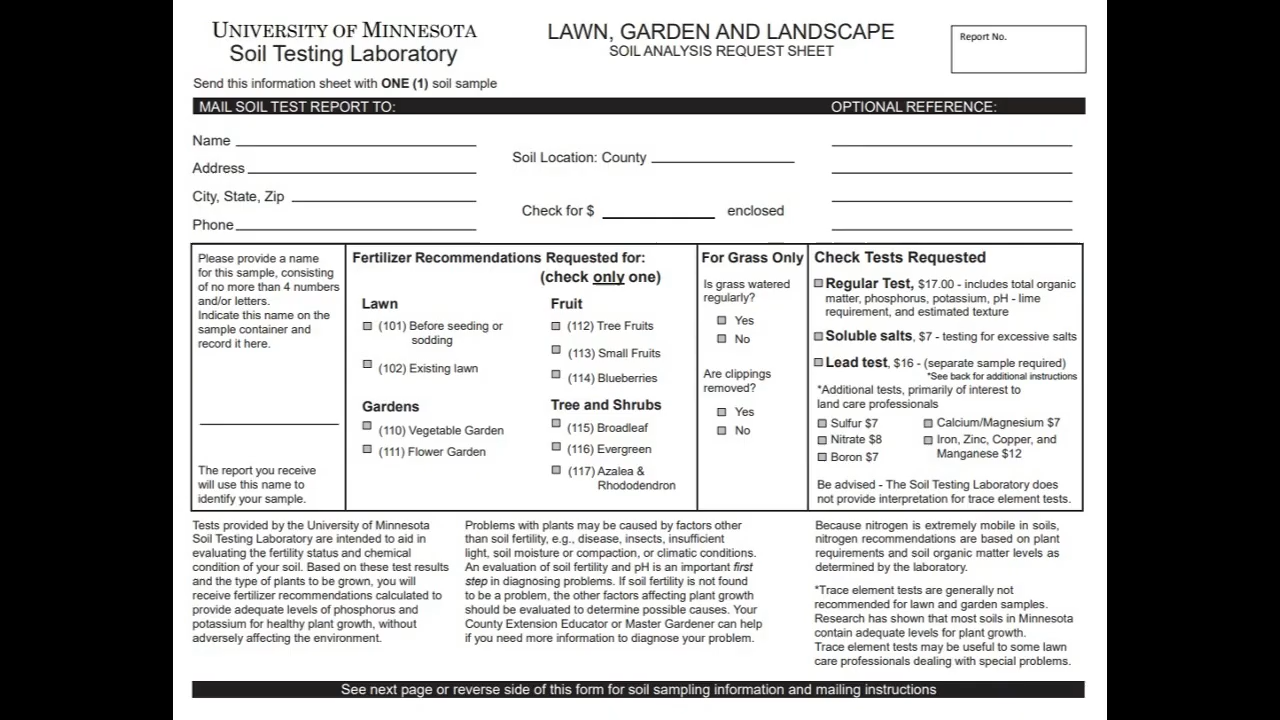 UNIVERSITY OF MINNESOTA
Soil Testing Laboratory
LAWN, GARDEN AND LANDSCAPE
SOIL ANALYSIS REQUEST SHEET
Report No.
Send this information sheet with ONE (1) soil sample
MAIL SOIL TEST REPORT TO:
OPTIONAL REFERENCE:
Name
Address
City, State, Zip
Phone
Soil Location: County
Check for $ enclosed
Please provide a name
for this sample, consisting
of no more than 4 numbers
and/or letters.
Indicate this name on the
sample container and
record it here.
The report you receive
will use this name to
identify your sample.
Fertilizer Recommendations Requested for:
(check only one)
Lawn
(101) Before seeding or
sodding
(102) Existing lawn
Gardens
(110) Vegetable Garden
(111) Flower Garden
Fruit
(112) Tree Fruits
(113) Small Fruits
(114) Blueberries
Tree and Shrubs
(115) Broadleaf
(116) Evergreen
(117) Azalea &
Rhododendron
For Grass Only
Is grass watered
regularly?
Yes
No
Are clippings
removed?
Yes
No
Check Tests Requested
Regular Test, $17.00 - includes total organic
matter, phosphorus, potassium, pH - lime
requirement, and estimated texture
Soluble salts, $7 - testing for excessive salts
Lead test, $16 - (separate sample required)
*See back for additional instructions
*Additional tests, primarily of interest to
land care professionals
Sulfur $7
Nitrate $8
Boron $7
Calcium/Magnesium $7
Iron, Zinc, Copper, and
Manganese $12
Be advised - The Soil Testing Laboratory does
not provide interpretation for trace element tests.
Tests provided by the University of Minnesota
Soil Testing Laboratory are intended to aid in
evaluating the fertility status and chemical
condition of your soil. Based on these test results
and the type of plants to be grown, you will
receive fertilizer recommendations calculated to
provide adequate levels of phosphorus and
potassium for healthy plant growth, without
adversely affecting the environment.
Problems with plants may be caused by factors other
than soil fertility, e.g., disease, insects, insufficient
light, soil moisture or compaction, or climatic conditions.
An evaluation of soil fertility and pH is an important first
step in diagnosing problems. If soil fertility is not found
to be a problem, the other factors affecting plant growth
should be evaluated to determine possible causes. Your
County Extension Educator or Master Gardener can help
if you need more information to diagnose your problem.
Because nitrogen is extremely mobile in soils,
nitrogen recommendations are based on plant
requirements and soil organic matter levels as
determined by the laboratory.
*Trace element tests are generally not
recommended for lawn and garden samples.
Research has shown that most soils in Minnesota
contain adequate levels for plant growth.
Trace element tests may be useful to some lawn
care professionals dealing with special problems.
See next page or reverse side of this form for soil sampling information and mailing instructions